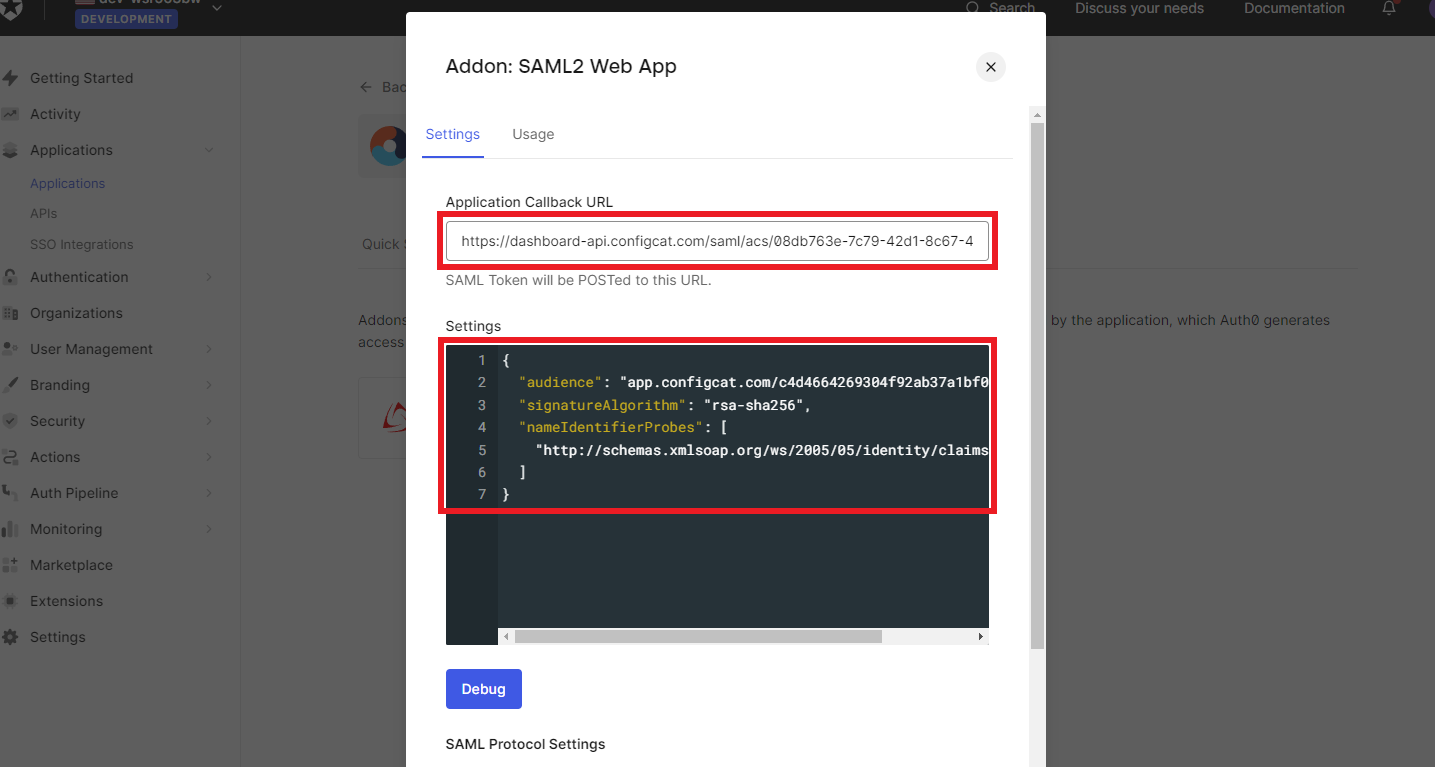 DEVELOPMENT
Search
Discuss your needs
Documentation
Getting Started
Activity
Applications
Applications
APIs
SSO Integrations
Authentication
Organizations
User Management
Branding
Security
Actions
Auth Pipeline
Monitoring
Marketplace
Extensions
Settings
Bac
Quick
Addons
access
by the application, which Auth0 generates
Addon: SAML2 Web App
Settings Usage
Application Callback URL
https://dashboard-api.configcat.com/saml/acs/08db763e-7c79-42d1-8c67-4
SAML Token will be POSTed to this URL.
Settings
1 {
2 "audience": "app.configcat.com/c4d4664269304f92ab37a1bf0
3 "signatureAlgorithm": "rsa-sha256",
4 "nameIdentifierProbes": [
5 "http://schemas.xmlsoap.org/ws/2005/05/identity/claims
6 ]
7 }
Debug
SAML Protocol Settings